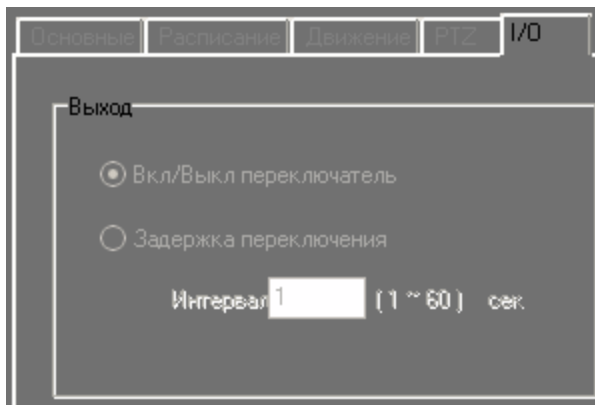 Основные Расписание Движение PTZ I/O
Выход
Вкл/Выкл переключатель
Задержка переключения
Интервал 1 ( 1 ~ 60 ) сек.